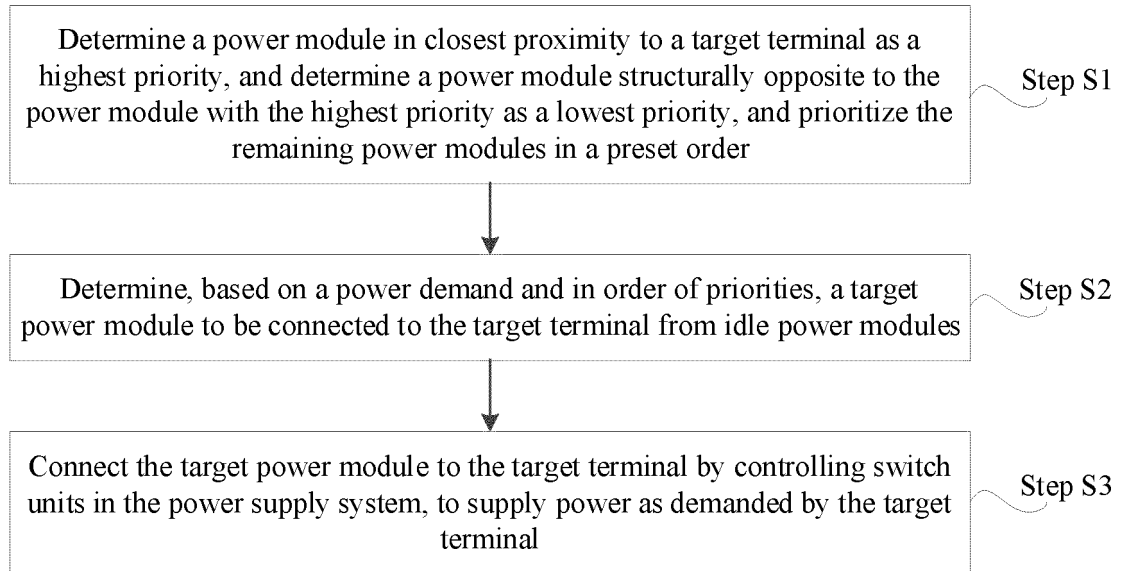 Determine a power module in closest proximity to a target terminal as a
highest priority, and determine a power module structurally opposite to the
power module with the highest priority as a lowest priority, and prioritize the
remaining power modules in a preset order
Step S1
Determine, based on a power demand and in order of priorities, a target
power module to be connected to the target terminal from idle power modules
Step S2
Connect the target power module to the target terminal by controlling switch
units in the power supply system, to supply power as demanded by the target
terminal
Step S3